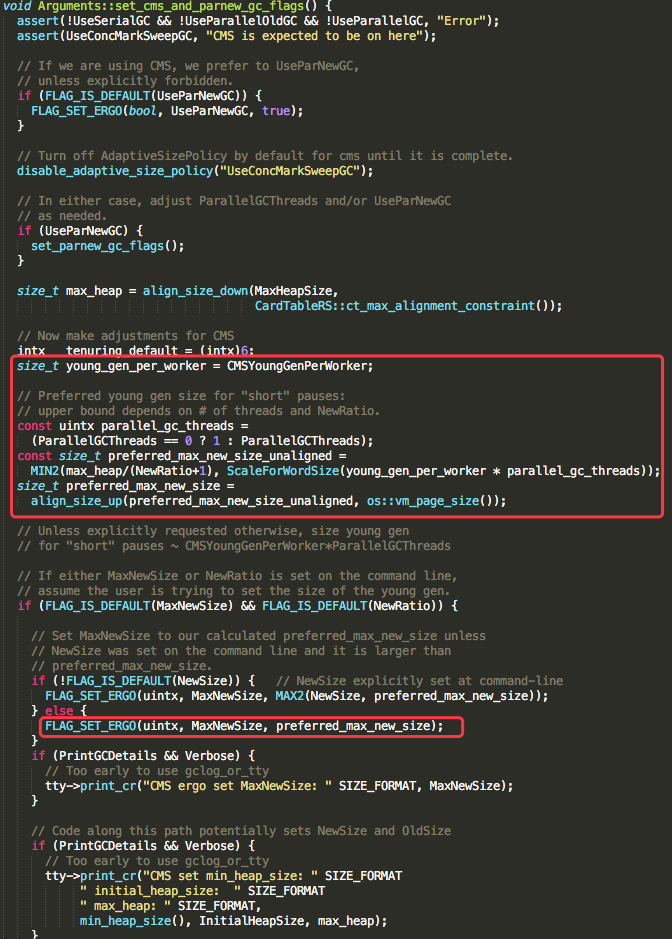 void Arguments::set_cms_and_parnew_gc_flags() {
assert(!UseSerialGC && !UseParallelOldGC && !UseParallelGC, "Error");
assert(UseConcMarkSweepGC, "CMS is expected to be on here");
// If we are using CMS, we prefer to UseParNewGC,
// unless explicitly forbidden.
if (FLAG_IS_DEFAULT(UseParNewGC)) {
FLAG_SET_ERGO(bool, UseParNewGC, true);
}
// Turn off AdaptiveSizePolicy by default for cms until it is complete.
disable_adaptive_size_policy("UseConcMarkSweepGC");
// In either case, adjust ParallelGCThreads and/or UseParNewGC
// as needed.
if (UseParNewGC) {
set_parnew_gc_flags();
}
size_t max_heap = align_size_down(MaxHeapSize,
CardTableRS::ct_max_alignment_constraint());
// Now make adjustments for CMS
intx tenuring_default = (intx)6;
size_t young_gen_per_worker = CMSYoungGenPerWorker;
// Preferred young gen size for "short" pauses:
// upper bound depends on # of threads and NewRatio.
const uintx parallel_gc_threads =
(ParallelGCThreads == 0 ? 1 : ParallelGCThreads);
const size_t preferred_max_new_size_unaligned =
MIN2(max_heap/(NewRatio+1), ScaleForWordSize(young_gen_per_worker * parallel_gc_threads));
size_t preferred_max_new_size =
align_size_up(preferred_max_new_size_unaligned, os::vm_page_size());
// Unless explicitly requested otherwise, size young gen
// for "short" pauses ~ CMSYoungGenPerWorker*ParallelGCThreads
// If either MaxNewSize or NewRatio is set on the command line,
// assume the user is trying to set the size of the young gen.
if (FLAG_IS_DEFAULT(MaxNewSize) && FLAG_IS_DEFAULT(NewRatio)) {
// Set MaxNewSize to our calculated preferred_max_new_size unless
// NewSize was set on the command line and it is larger than
// preferred_max_new_size.
if (!FLAG_IS_DEFAULT(NewSize)) { // NewSize explicitly set at command-line
FLAG_SET_ERGO(uintx, MaxNewSize, MAX2(NewSize, preferred_max_new_size));
} else {
FLAG_SET_ERGO(uintx, MaxNewSize, preferred_max_new_size);
}
if (PrintGCDetails && Verbose) {
// Too early to use gclog_or_tty
tty->print_cr("CMS ergo set MaxNewSize: " SIZE_FORMAT, MaxNewSize);
}
// Code along this path potentially sets NewSize and OldSize
if (PrintGCDetails && Verbose) {
// Too early to use gclog_or_tty
tty->print_cr("CMS set min_heap_size: " SIZE_FORMAT
" initial_heap_size: " SIZE_FORMAT
" max_heap: " SIZE_FORMAT,
min_heap_size(), InitialHeapSize, max_heap);
}